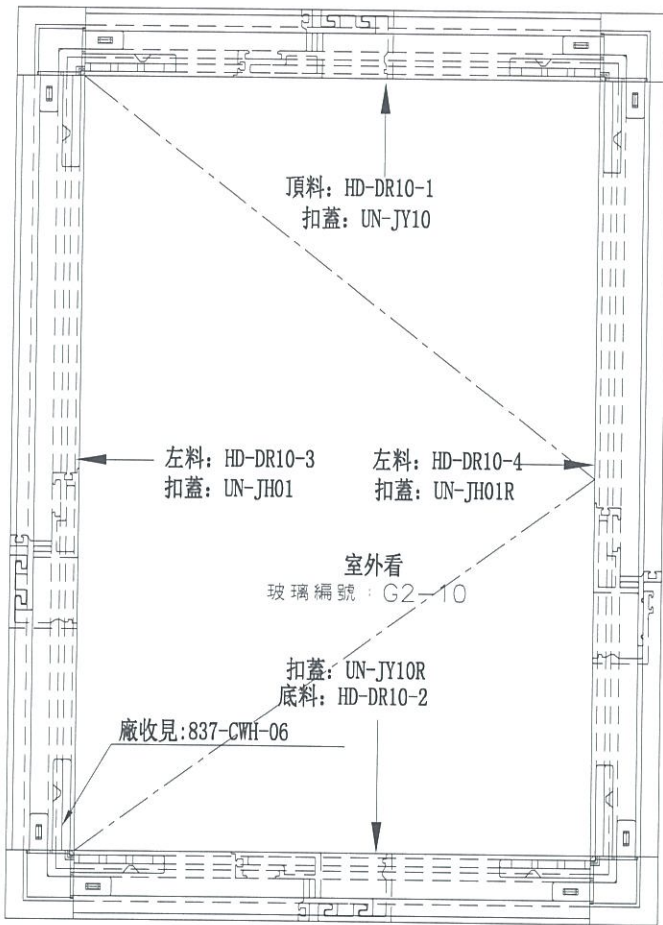 頂料: HD-DR10-1
扣蓋: UN-JY10
左料: HD-DR10-3
扣蓋: UN-JH01
左料: HD-DR10-4
扣蓋: UN-JH01R
室外看
玻璃編號：G2-10
扣蓋: UN-JY10R
底料: HD-DR10-2
廠收見:837-CWH-06